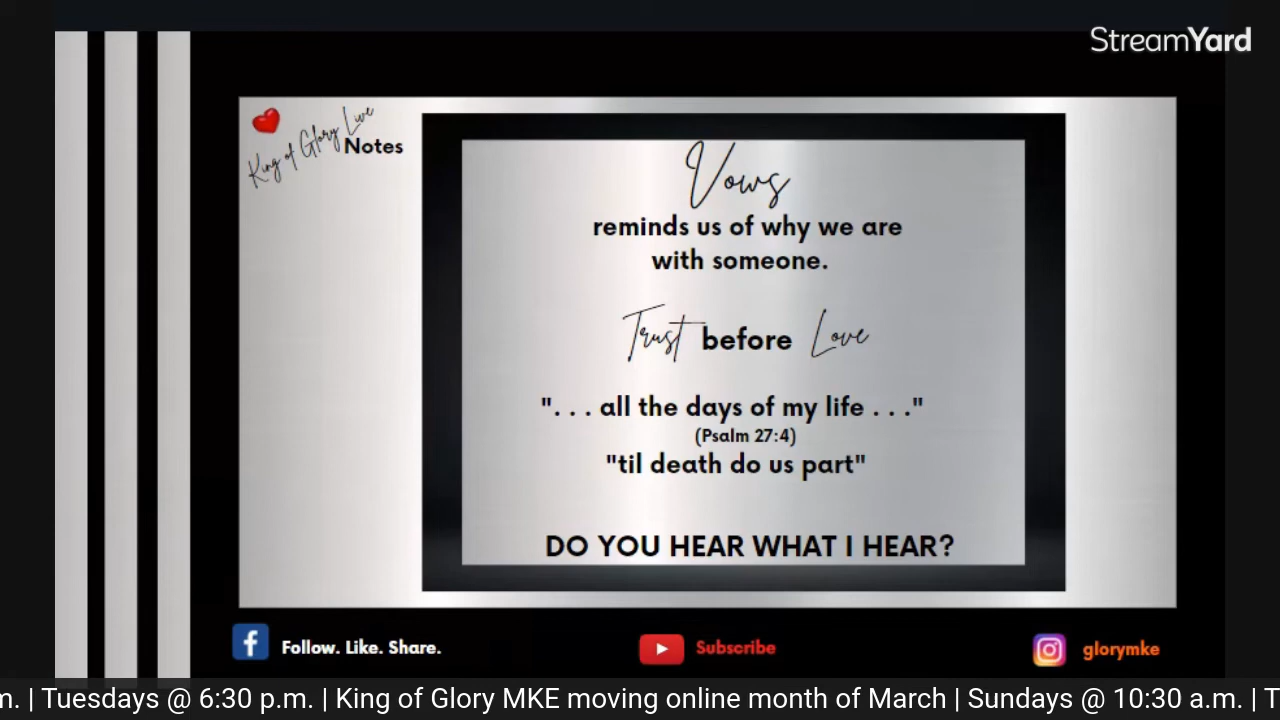 StreamYard
King of Glory Live
Notes
Vows
reminds us of why we are
with someone.
Trust before Love
". . . all the days of my life . . ."
(Psalm 27:4)
"til death do us part"
DO YOU HEAR WHAT I HEAR?
Follow. Like. Share.
Subscribe
glorymke
m. | Tuesdays @ 6:30 p.m. | King of Glory MKE moving online month of March | Sundays @ 10:30 a.m. | T